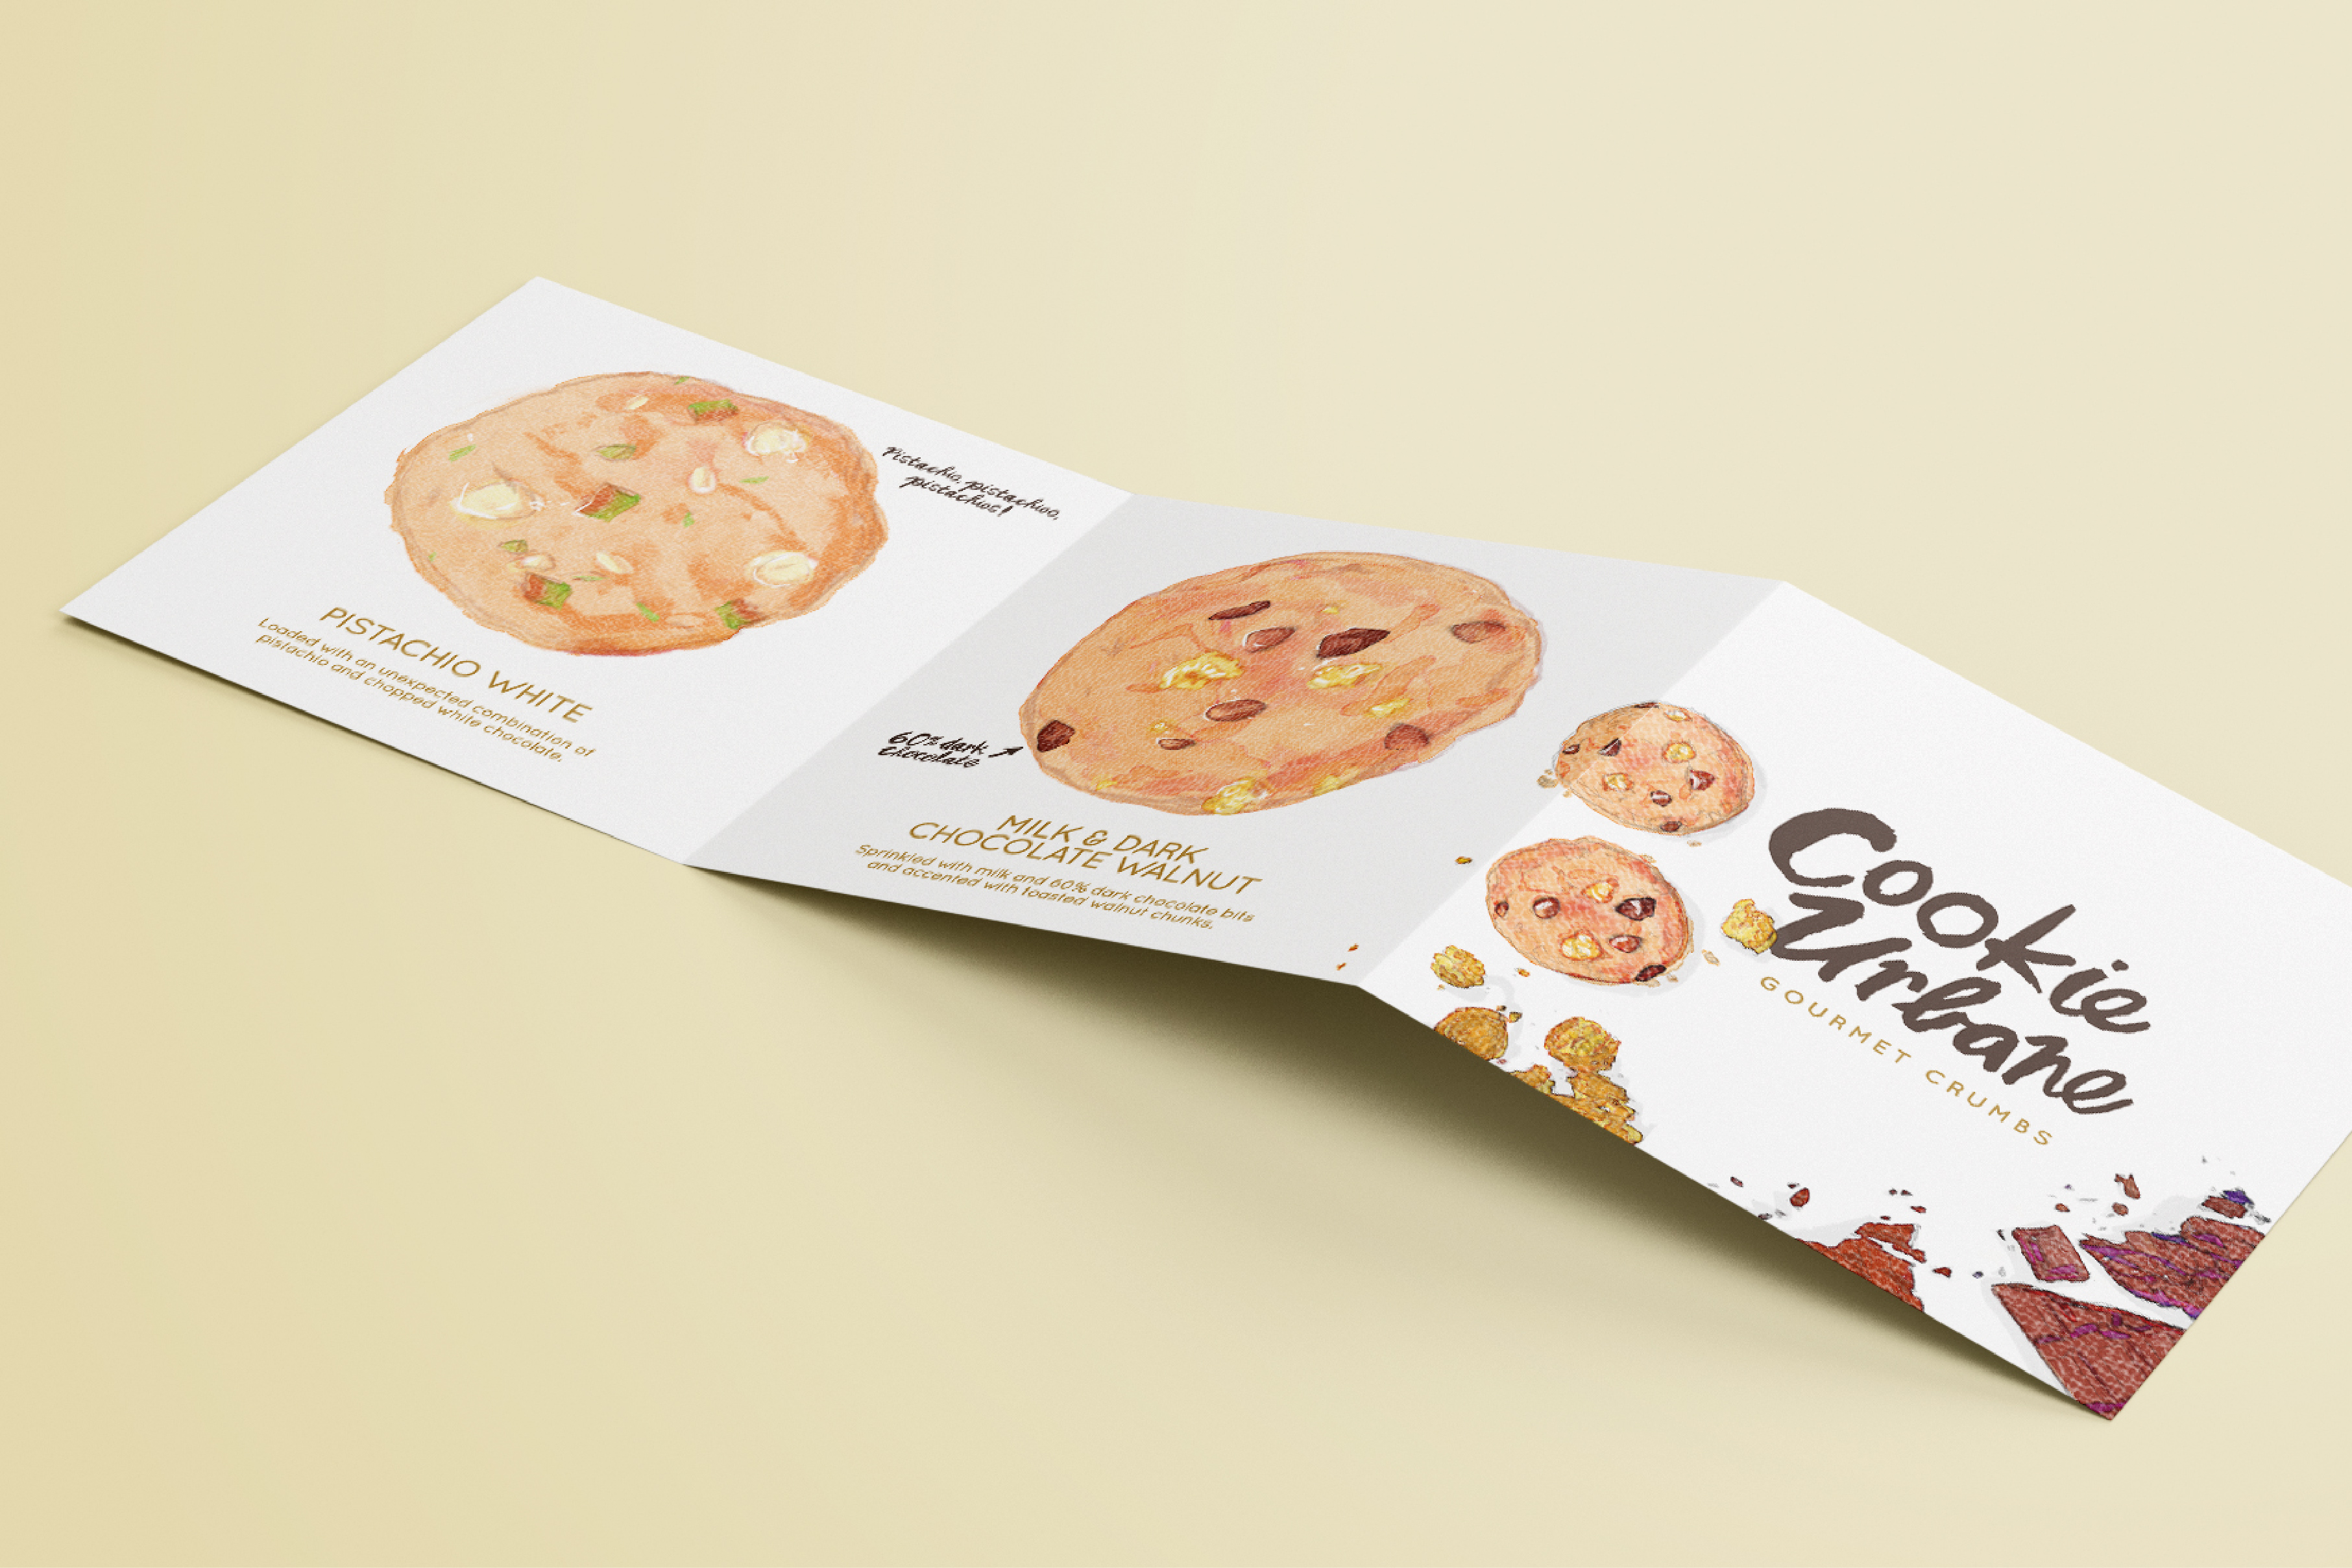 Pistachio, pistachios,
pistachios!
PISTACHIO WHITE
Loaded with an unexpected combination of
pistachio and chopped white chocolate.
60% dark
chocolate
MILK & DARK
CHOCOLATE WALNUT
Sprinkled with milk and 60% dark chocolate bits
and accented with toasted walnut chunks.
Cookie
Urbane
GOURMET CRUMBS